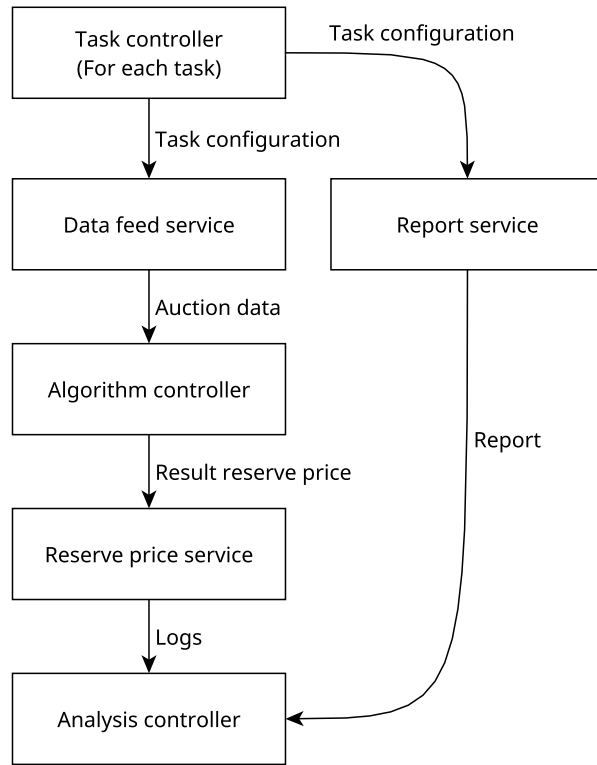 Task controller
(For each task)
Task configuration
Task configuration
Data feed service
Report service
Auction data
Algorithm controller
Report
Result reserve price
Reserve price service
Logs
Analysis controller